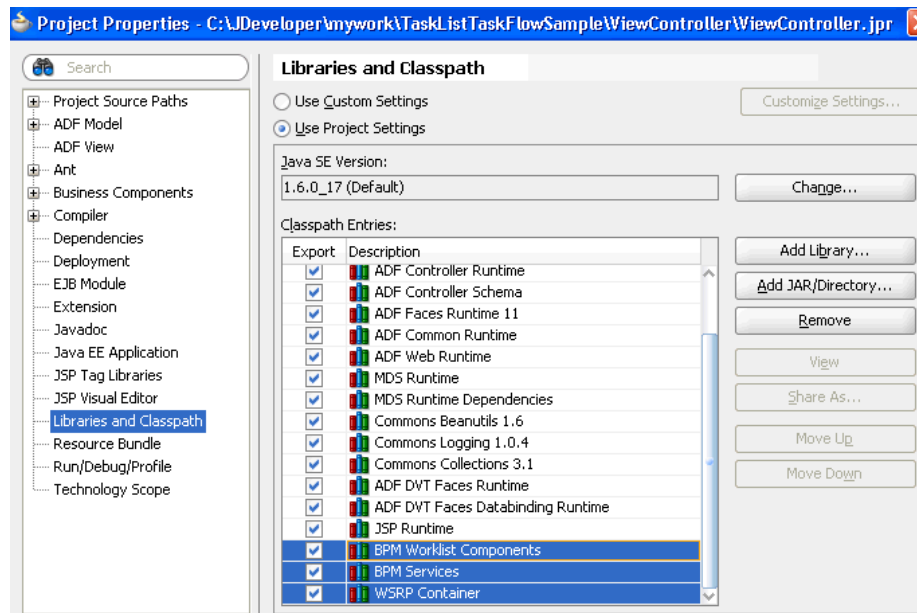 Project Properties - C:\JDeveloper\mywork\TaskListTaskFlowSample\ViewController\ViewController.jpr
Search
Project Source Paths
ADF Model
ADF View
Ant
Business Components
Compiler
Dependencies
Deployment
EJB Module
Extension
Javadoc
Java EE Application
JSP Tag Libraries
JSP Visual Editor
Libraries and Classpath
Resource Bundle
Run/Debug/Profile
Technology Scope
Libraries and Classpath
Use Custom Settings
Customize Settings...
Use Project Settings
Java SE Version:
1.6.0_17 (Default)
Change...
Classpath Entries:
Export Description
ADF Controller Runtime
ADF Controller Schema
ADF Faces Runtime 11
ADF Common Runtime
ADF Web Runtime
MDS Runtime
MDS Runtime Dependencies
Commons Beanutils 1.6
Commons Logging 1.0.4
Commons Collections 3.1
ADF DVT Faces Runtime
ADF DVT Faces Databinding Runtime
JSP Runtime
BPM Worklist Components
BPM Services
WSRP Container
Add Library...
Add JAR/Directory...
Remove
View
Share As...
Move Up
Move Down